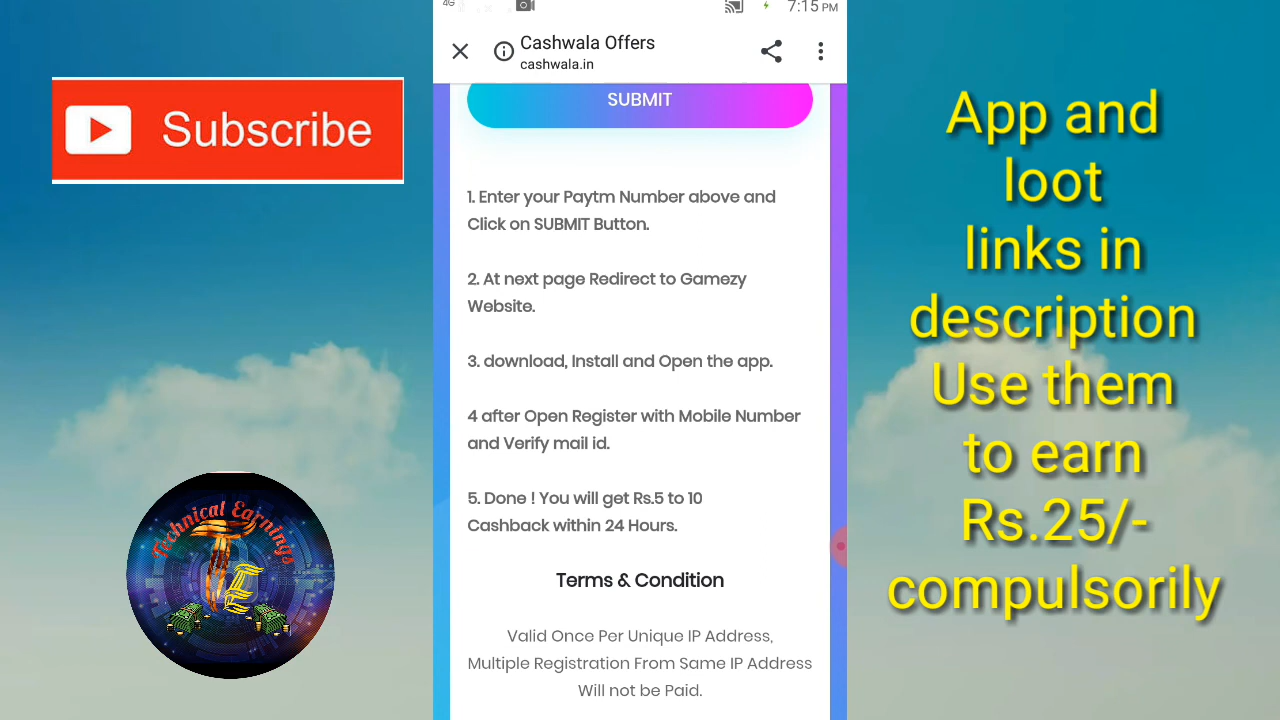 4G
7:15 PM
Cashwala Offers
cashwala.in
Subscribe
SUBMIT
1. Enter your Paytm Number above and
Click on SUBMIT Button.
2. At next page Redirect to Gamezy
Website.
3. download, Install and Open the app.
4 after Open Register with Mobile Number
and Verify mail id.
5. Done ! You will get Rs.5 to 10
Cashback within 24 Hours.
Terms & Condition
Valid Once Per Unique IP Address,
Multiple Registration From Same IP Address
Will not be Paid.
Technical Earnings
TE
App and
loot
links in
description
Use them
to earn
Rs.25/-
compulsorily